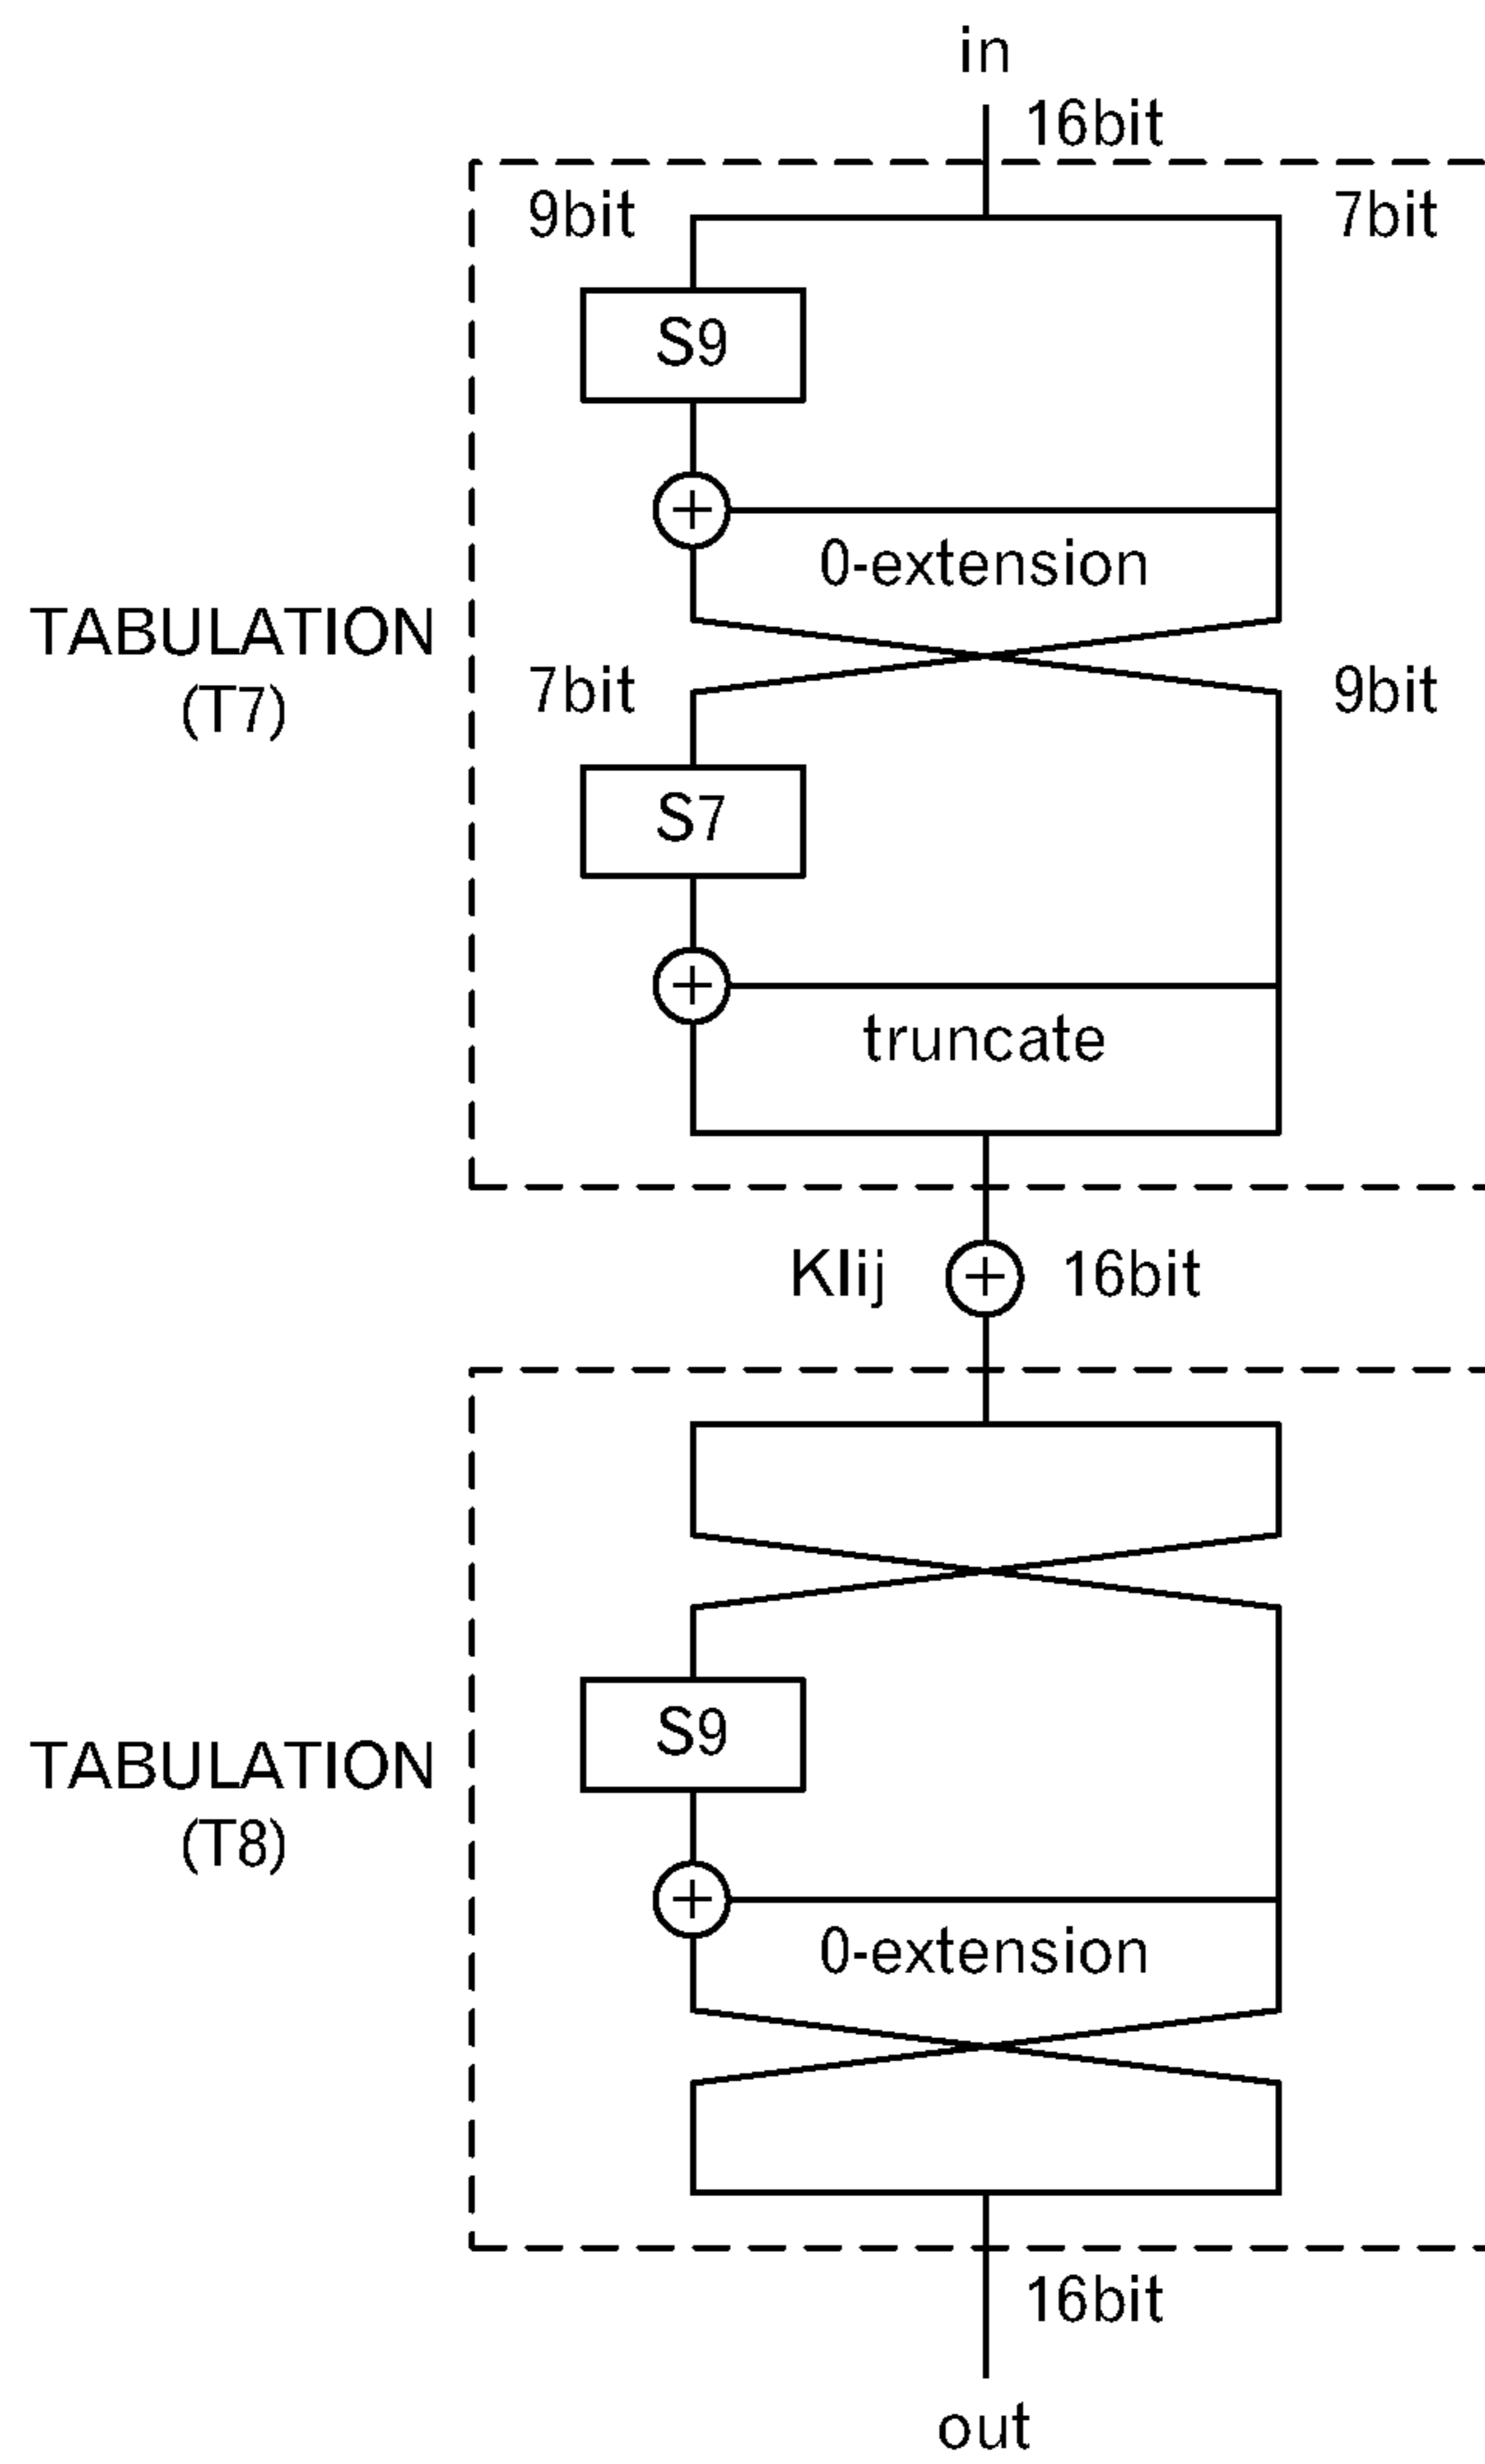 in
16bit
9bit
7bit
S9
+
0-extension
TABULATION
(T7)
7bit
9bit
S7
+
truncate
KIij
+
16bit
S9
TABULATION
(T8)
+
0-extension
16bit
out